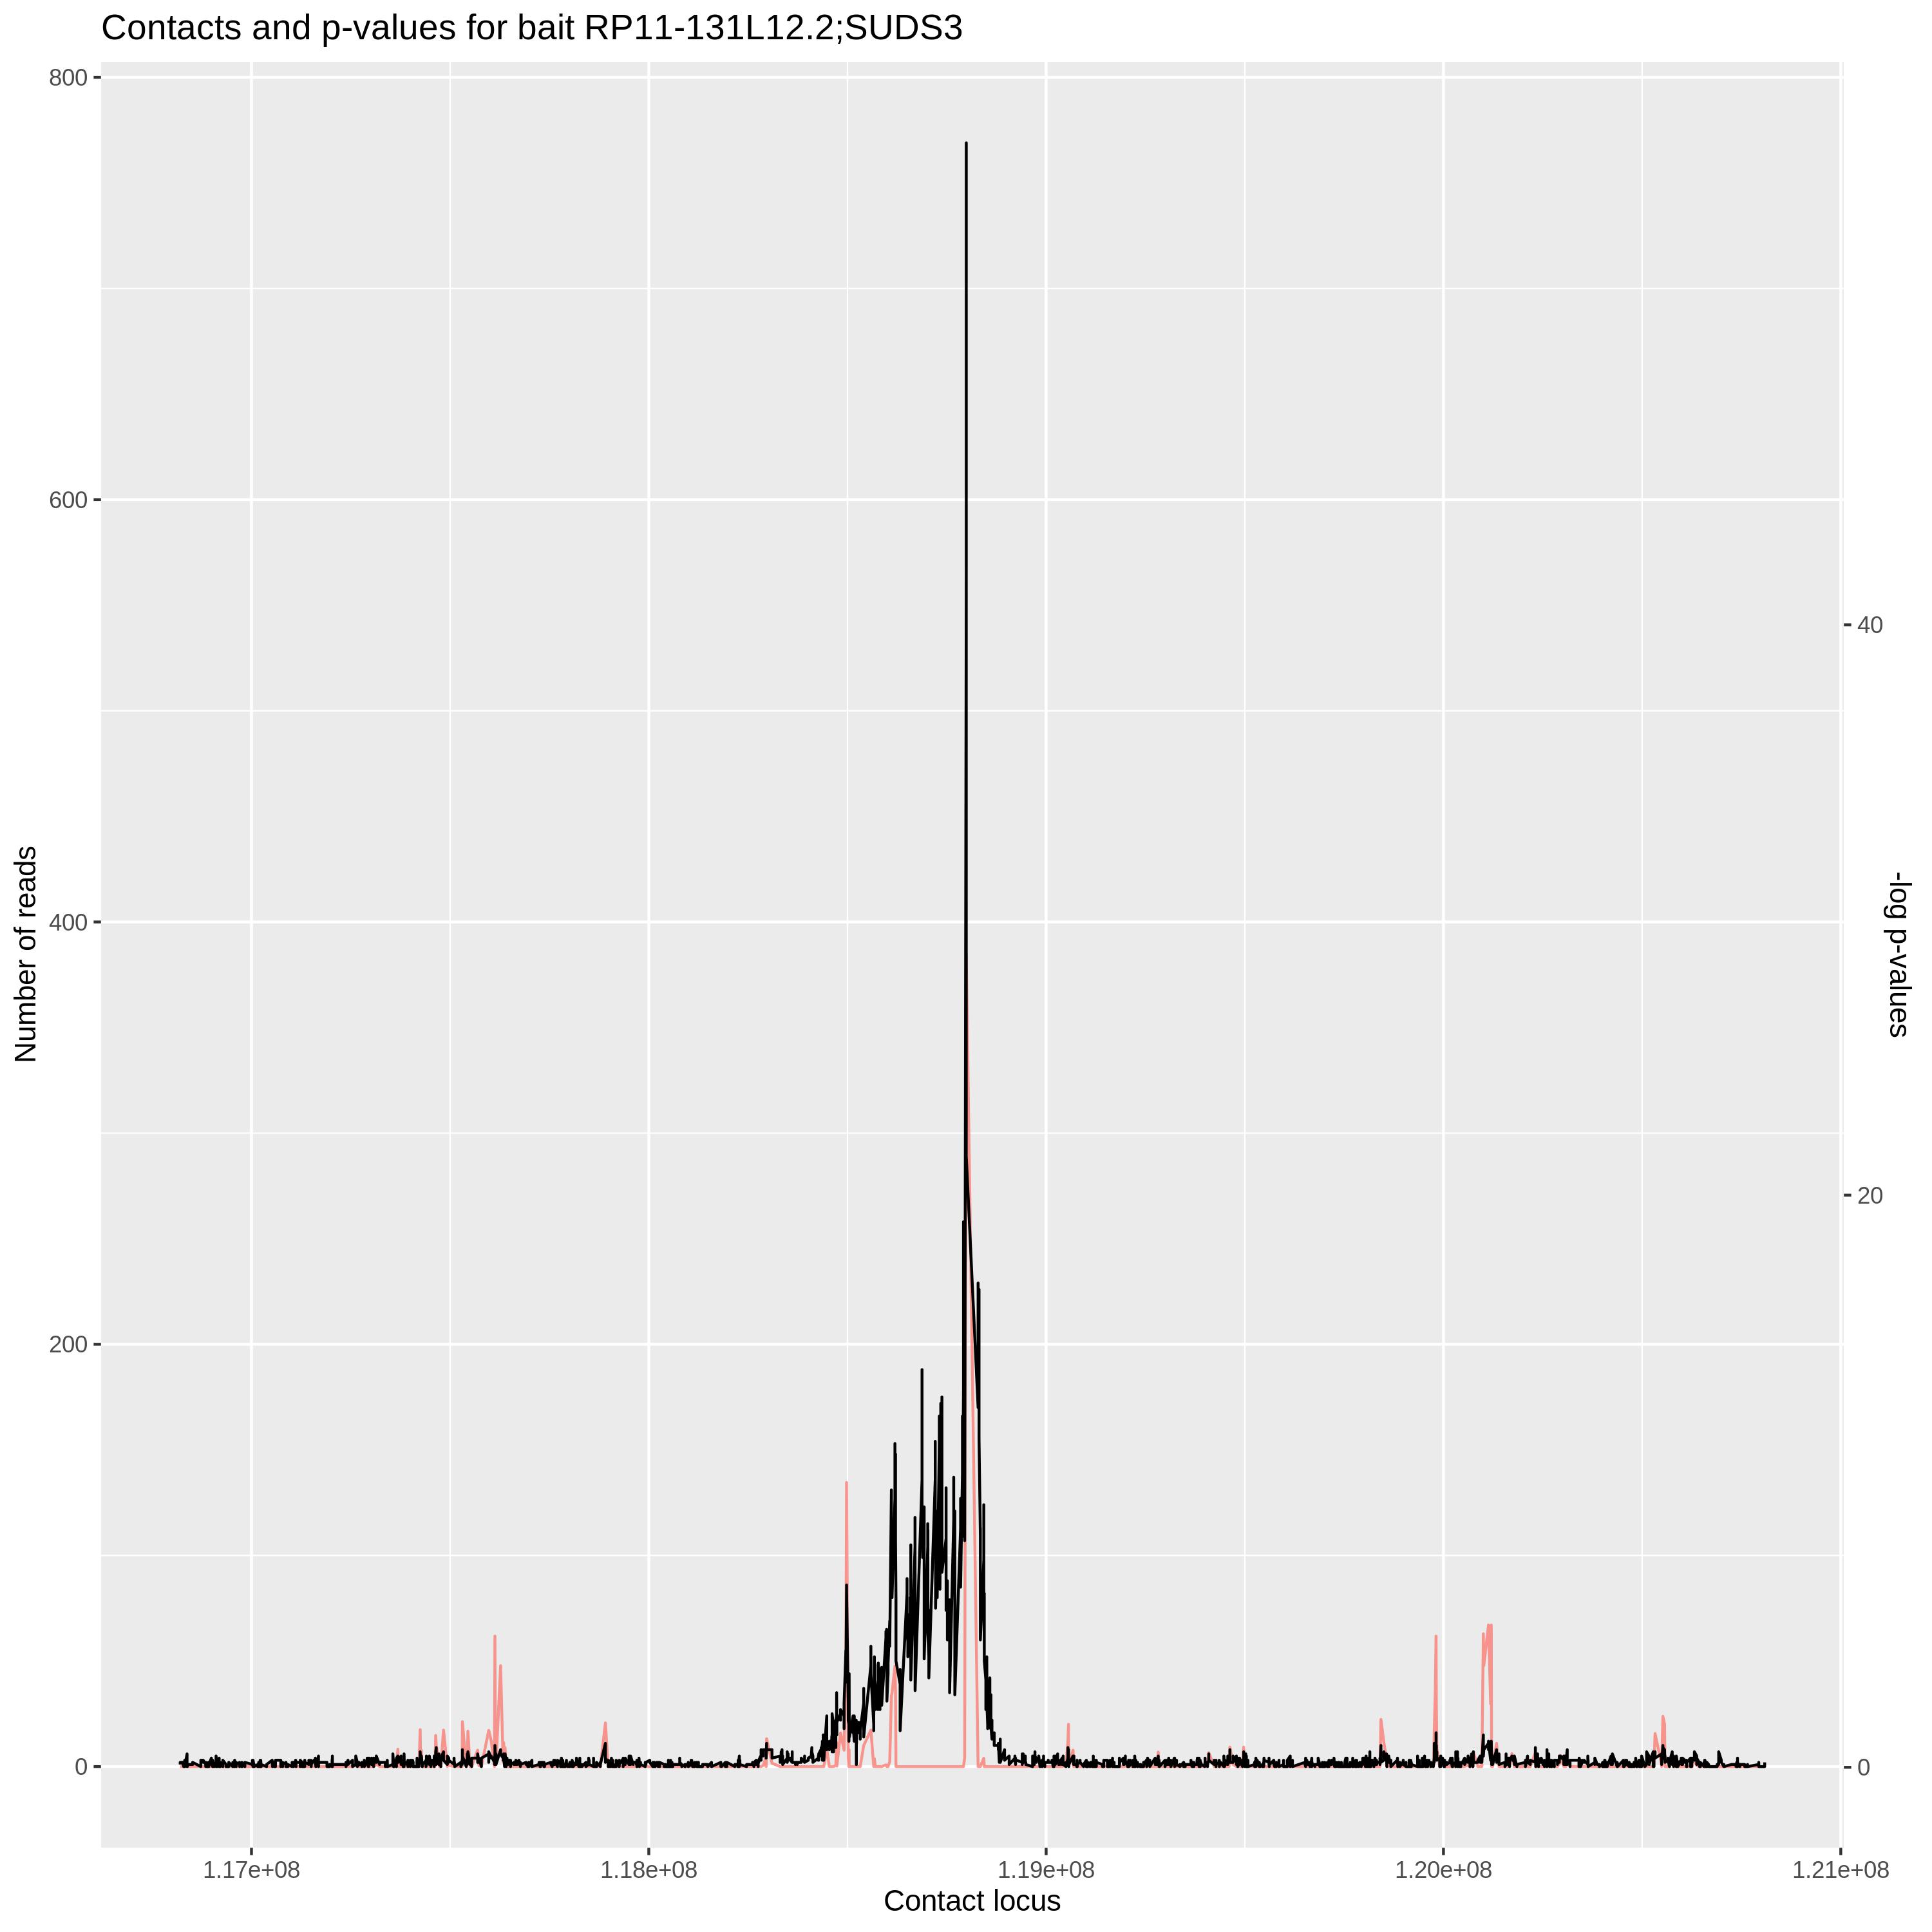 Contacts and p-values for bait RP11-131L12.2;SUDS3
800
600
400
200
0
Number of reads
40
20
0
-log p-values
1.17e+08
1.18e+08
1.19e+08
1.20e+08
1.21e+08
Contact locus